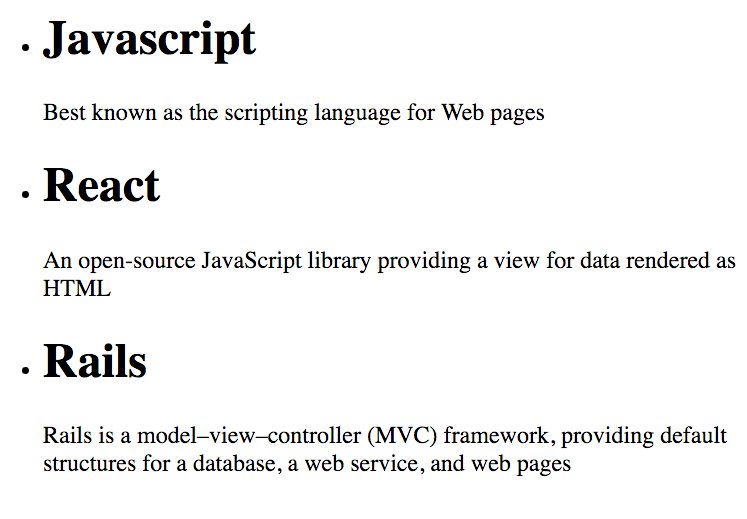 Javascript
Best known as the scripting language for Web pages
React
An open-source JavaScript library providing a view for data rendered as
HTML
Rails
Rails is a model–view–controller (MVC) framework, providing default
structures for a database, a web service, and web pages